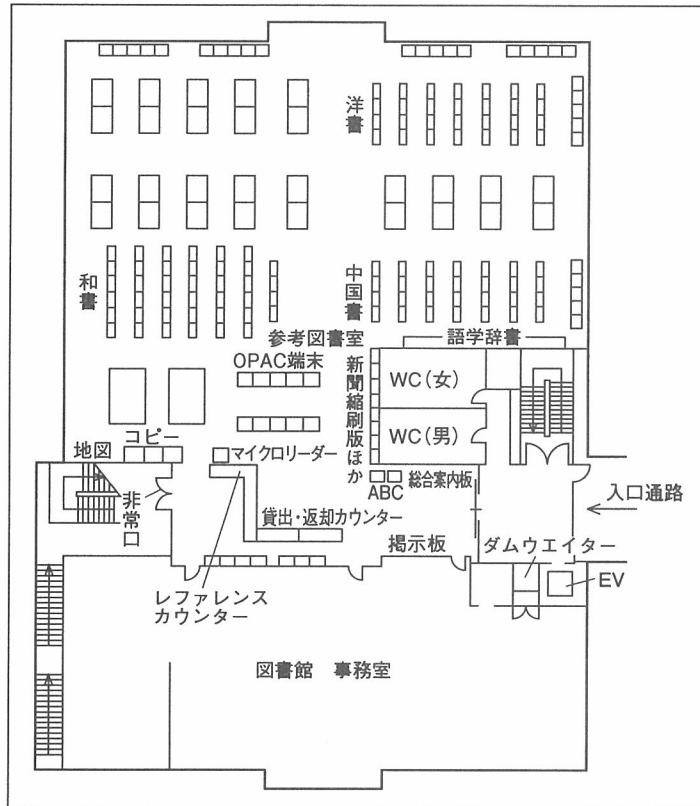 洋書
和書
中国書
参考図書室
語学辞書
OPAC端末
新聞縮刷版ほか
WC(女)
WC(男)
コピー
地図
マイクロリーダー
ABC
総合案内板
非常口
入口通路
貸出・返却カウンター
掲示板
ダムウエイター
EV
レファレンス
カウンター
図書館 事務室